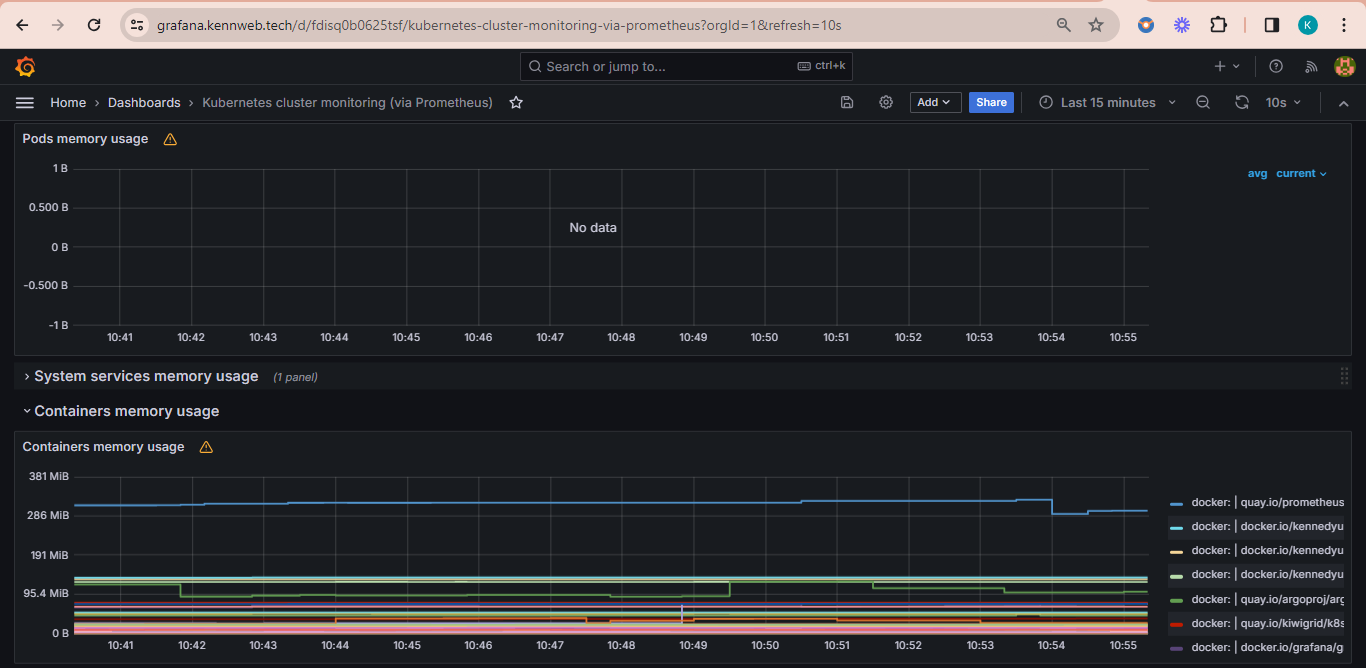 grafana.kennweb.tech/d/fdisq0b0625tsf/kubernetes-cluster-monitoring-via-prometheus?orgId=1&refresh=10s
K
Search or jump to...
ctrl+k
Home › Dashboards › Kubernetes cluster monitoring (via Prometheus)
Add
Share
Last 15 minutes
10s
Pods memory usage
1 B
0.500 B
0 B
-0.500 B
-1 B
No data
avg current
10:41 10:42 10:43 10:44 10:45 10:46 10:47 10:48 10:49 10:50 10:51 10:52 10:53 10:54 10:55
System services memory usage (1 panel)
Containers memory usage
Containers memory usage
381 MiB
286 MiB
191 MiB
95.4 MiB
0 B
10:41 10:42 10:43 10:44 10:45 10:46 10:47 10:48 10:49 10:50 10:51 10:52 10:53 10:54 10:55
docker: | quay.io/prometheus
docker: | docker.io/kennedyu
docker: | docker.io/kennedyu
docker: | docker.io/kennedyu
docker: | quay.io/argoproj/arg
docker: | quay.io/kiwigrid/k8s
docker: | docker.io/grafana/g